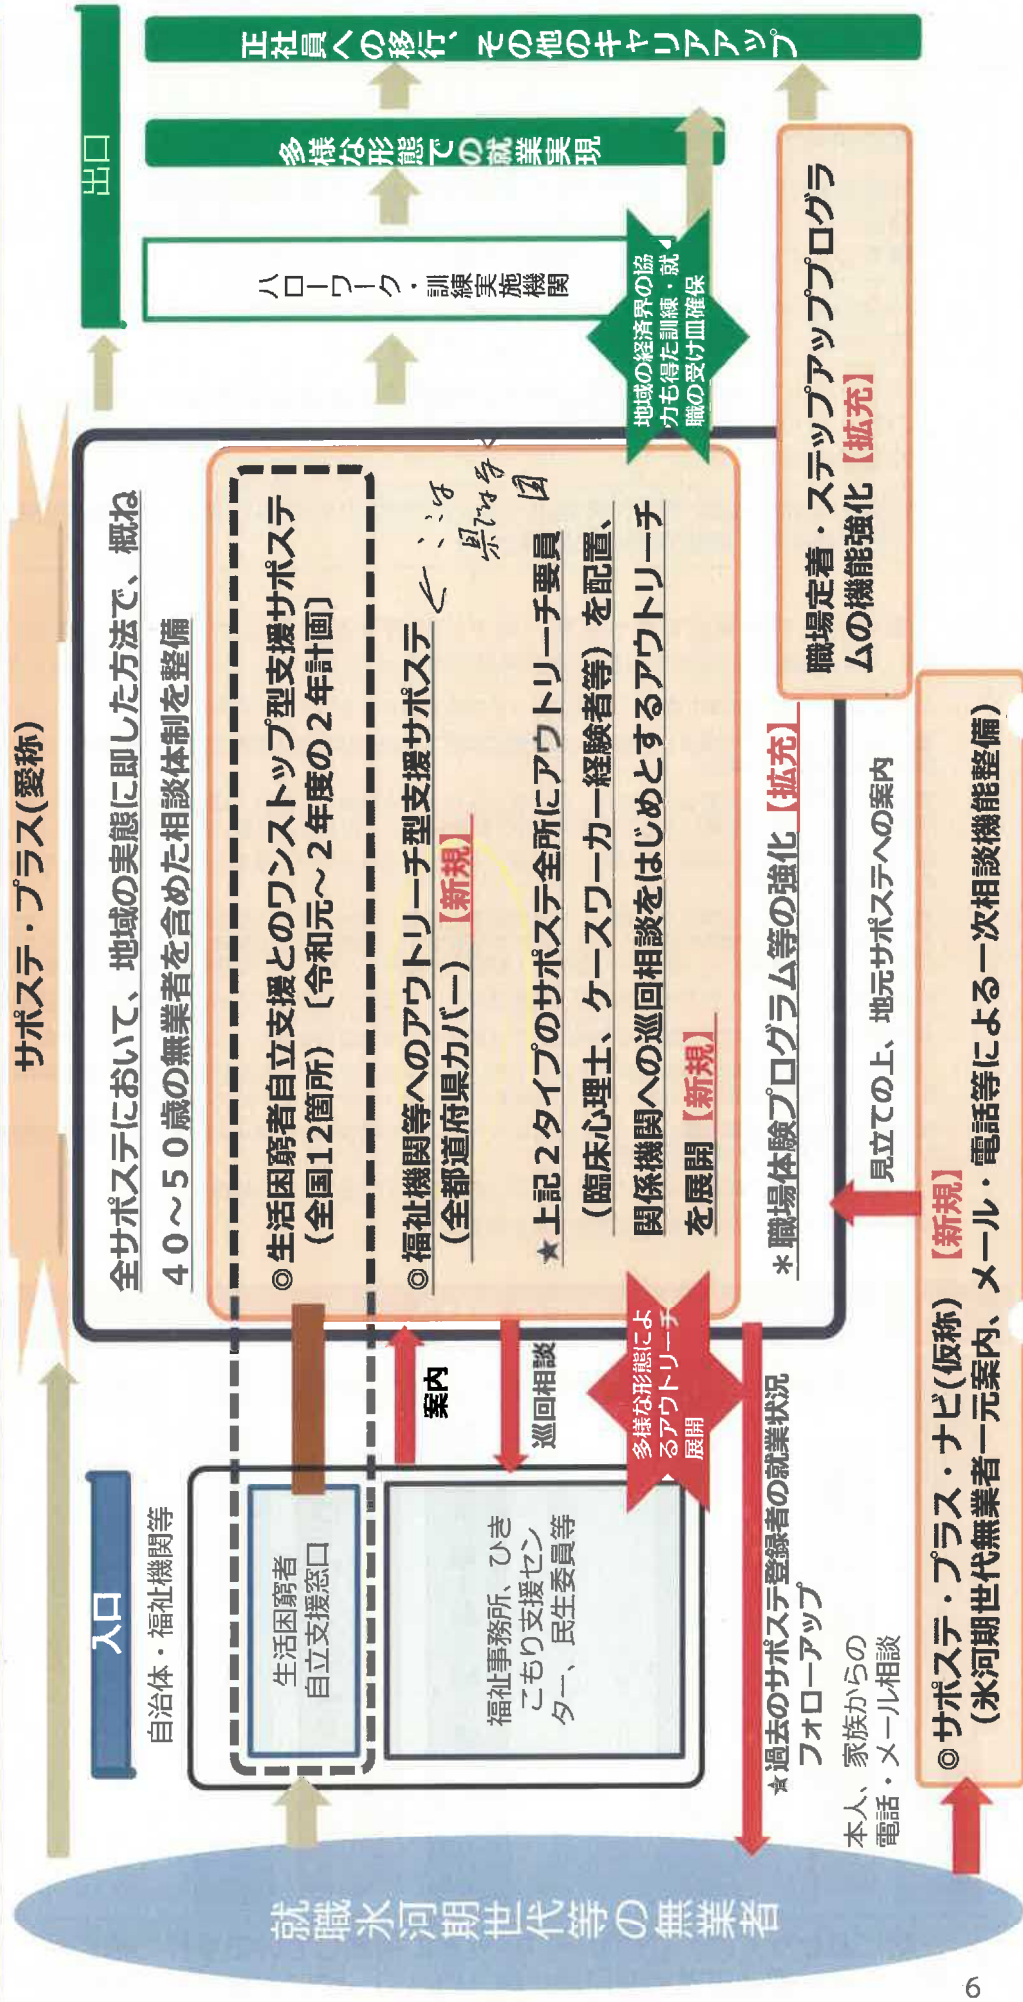 サポステ・プラス(愛称)
入口
出口
就職氷河期世代等の無業者
自治体・福祉機関等
生活困窮者
自立支援窓口
福祉事務所、ひき
こもり支援セン
ター、民生委員等
案内
巡回相談
多様な形態によ
るアウトリーチ
展開
★過去のサポステ登録者の就業状況
フォローアップ
本人、家族からの
電話・メール相談
全サポステにおいて、地域の実態に即した方法で、概ね
40～50歳の無業者を含めた相談体制を整備
◎生活困窮者自立支援とのワンストップ型支援サポステ
(全国12箇所)〔令和元～2年度の2年計画〕
◎福祉機関等へのアウトリーチ型支援サポステ
(全都道府県カバー)【新規】
★上記2タイプのサポステ全所にアウトリーチ要員
(臨床心理士、ケースワーカー経験者等)を配置、
関係機関への巡回相談をはじめとするアウトリーチ
を展開【新規】
＊職場体験プログラム等の強化【拡充】
見立ての上、地元サポステへの案内
◎サポステ・プラス・ナビ(仮称)【新規】
(氷河期世代無業者一元案内、メール・電話等による一次相談機能整備)
職場定着・ステップアッププログラ
ムの機能強化【拡充】
地域の経済界の協
力も得た訓練・就
職の受け皿確保
ハローワーク・訓練実施機関
多様な形態での就業実現
正社員への移行、その他のキャリアアップ
6